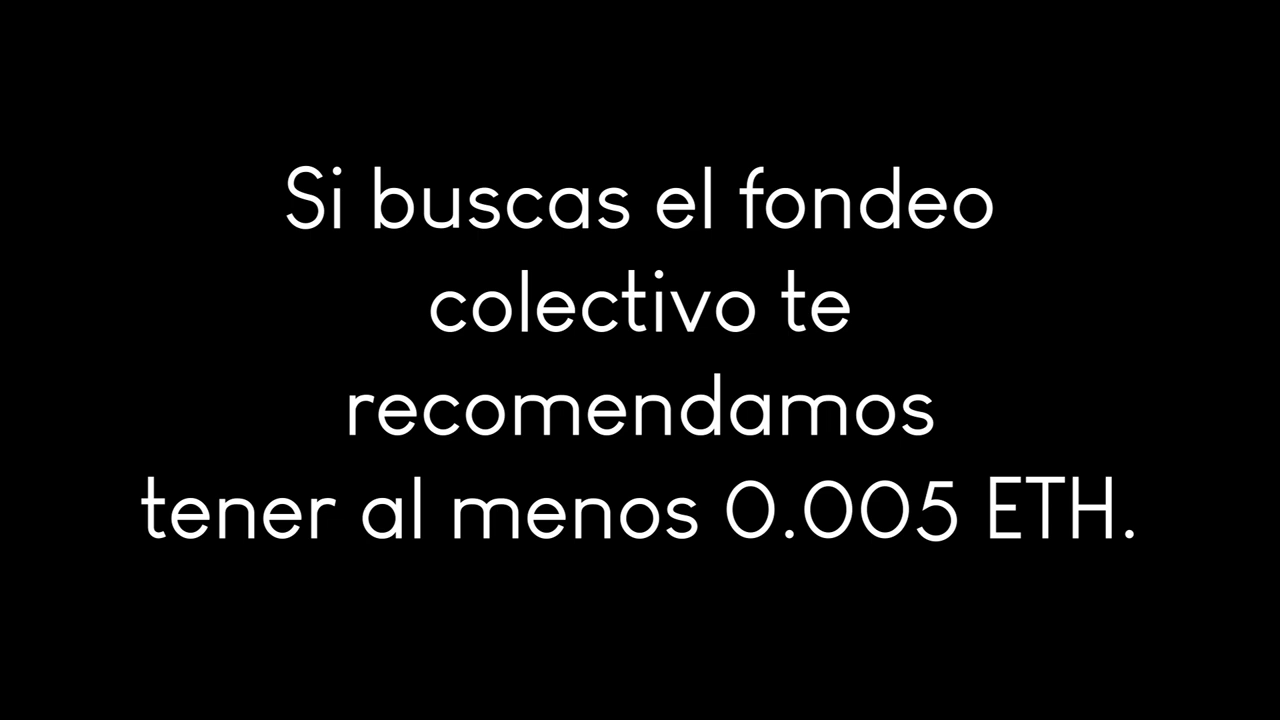 Si buscas el fondeo
colectivo te
recomendamos
tener al menos 0.005 ETH.